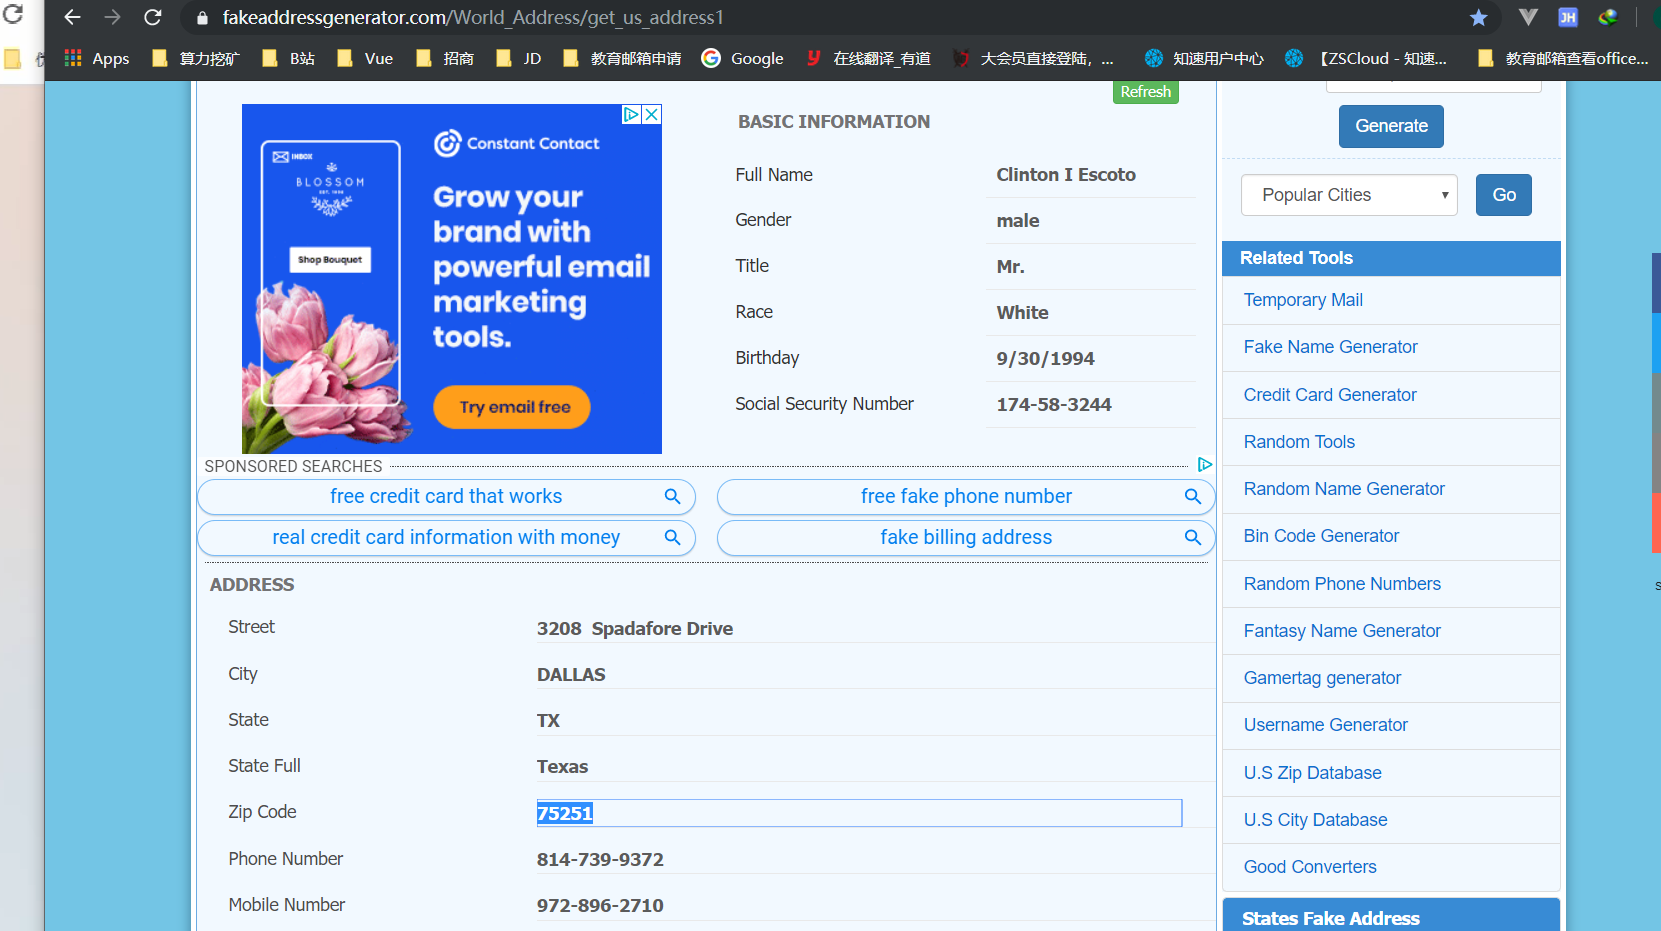 fakeaddressgenerator.com/World_Address/get_us_address1
JH
Apps
算力挖矿
B站
Vue
招商
JD
教育邮箱申请
Google
在线翻译_有道
大会员直接登陆，...
知速用户中心
【ZSCloud - 知速...
教育邮箱查看office...
Refresh
BASIC INFORMATION
Full Name Clinton I Escoto
Gender male
Title Mr.
Race White
Birthday 9/30/1994
Social Security Number 174-58-3244
INBOX
BLOSSOM
Shop Bouquet
Constant Contact
Grow your
brand with
powerful email
marketing
tools.
Try email free
SPONSORED SEARCHES
free credit card that works
free fake phone number
real credit card information with money
fake billing address
ADDRESS
Street 3208 Spadafore Drive
City DALLAS
State TX
State Full Texas
Zip Code 75251
Phone Number 814-739-9372
Mobile Number 972-896-2710
Generate
Popular Cities
Go
Related Tools
Temporary Mail
Fake Name Generator
Credit Card Generator
Random Tools
Random Name Generator
Bin Code Generator
Random Phone Numbers
Fantasy Name Generator
Gamertag generator
Username Generator
U.S Zip Database
U.S City Database
Good Converters
States Fake Address